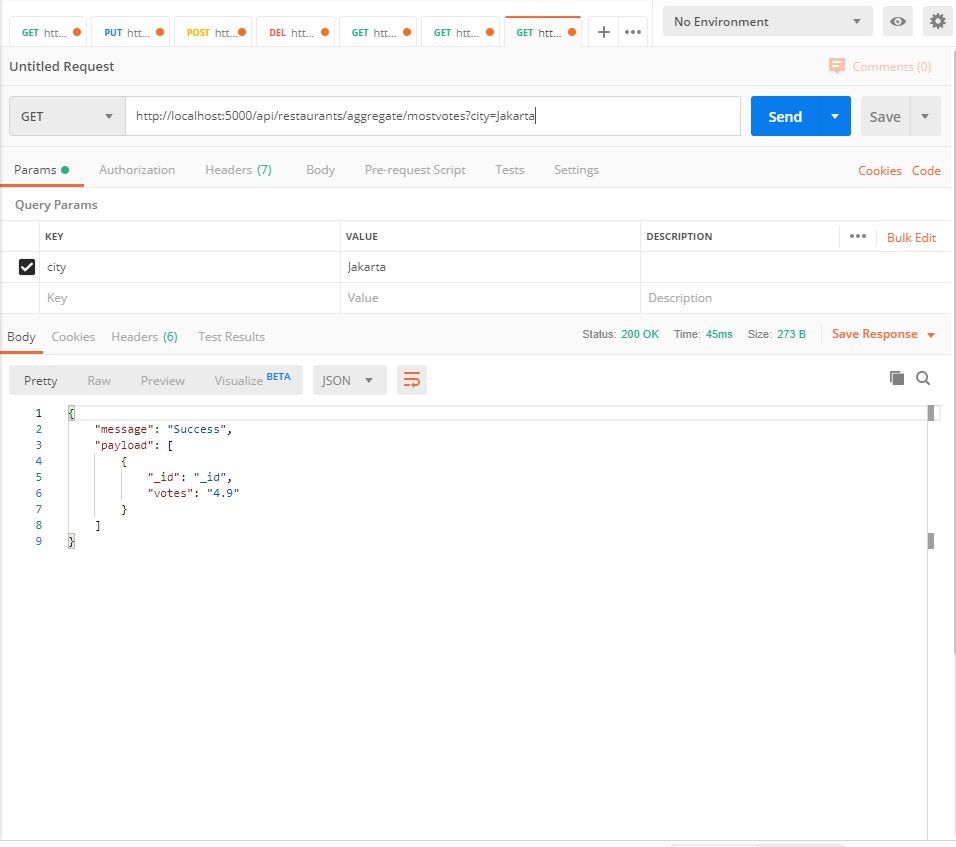 GET htt... PUT htt... POST htt... DEL htt... GET htt... GET htt... GET htt... + ••• No Environment
Untitled Request Comments (0)
GET http://localhost:5000/api/restaurants/aggregate/mostvotes?city=Jakarta Send Save
Params Authorization Headers (7) Body Pre-request Script Tests Settings Cookies Code
Query Params
KEY VALUE DESCRIPTION ••• Bulk Edit
city Jakarta
Key Value Description
Body Cookies Headers (6) Test Results Status: 200 OK Time: 45ms Size: 273 B Save Response
Pretty Raw Preview Visualize BETA JSON
1 {
2 "message": "Success",
3 "payload": [
4 {
5 "_id": "_id",
6 "votes": "4.9"
7 }
8 ]
9 }